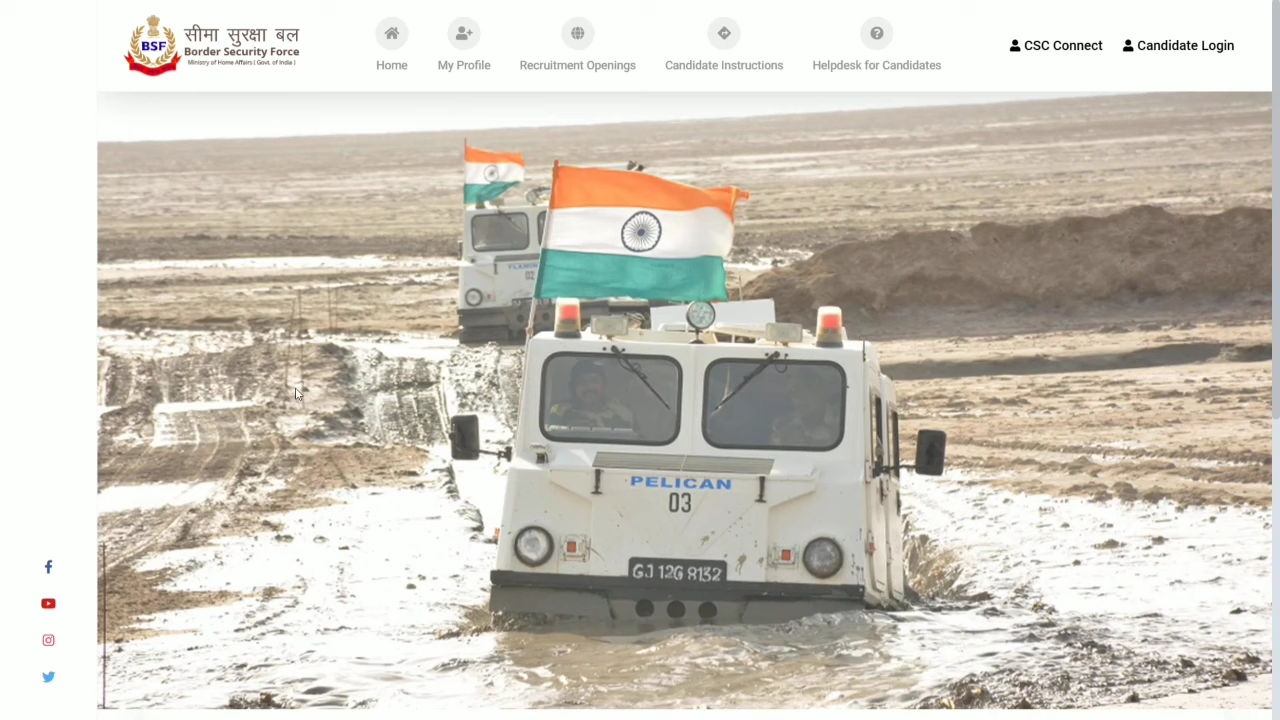 सीमा सुरक्षा बल
BSF
Border Security Force
Ministry of Home Affairs ( Govt. of India )
Home
My Profile
Recruitment Openings
Candidate Instructions
Helpdesk for Candidates
CSC Connect
Candidate Login
02
PELICAN
03
GJ 12G 8132